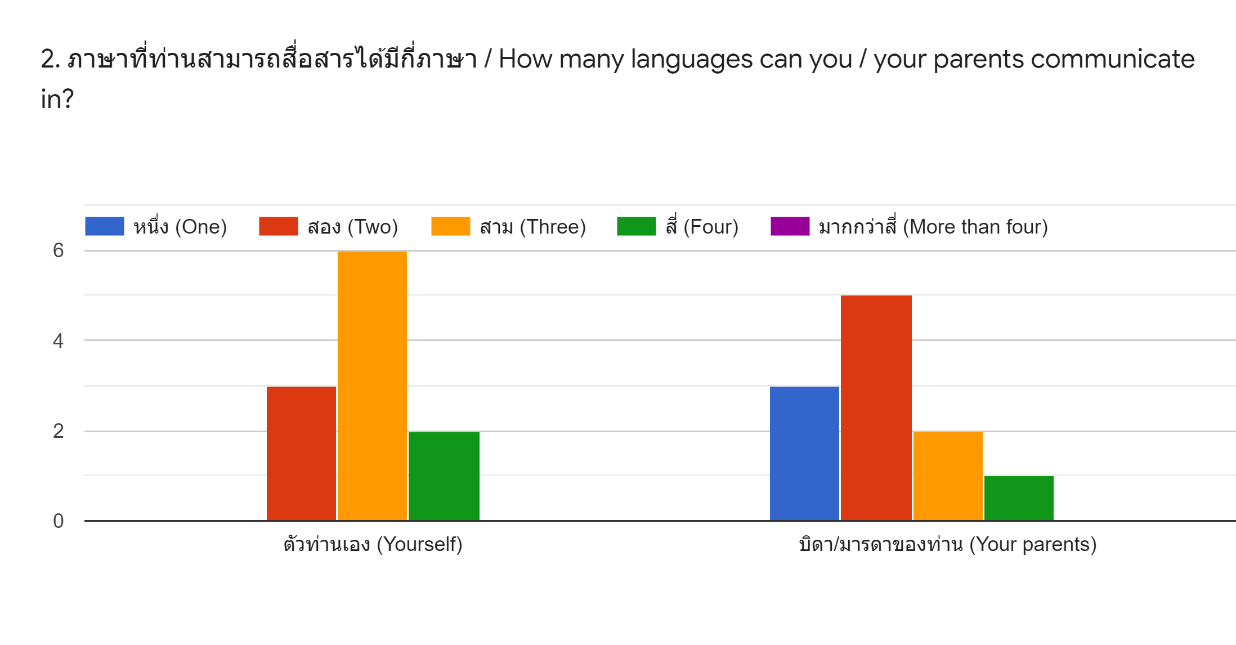 2. ภาษาที่ท่านสามารถสื่อสารได้มีกี่ภาษา / How many languages can you / your parents communicate
in?
หนึ่ง (One) สอง (Two) สาม (Three) สี่ (Four) มากกว่าสี่ (More than four)
6
4
2
0
ตัวท่านเอง (Yourself) บิดา/มารดาของท่าน (Your parents)